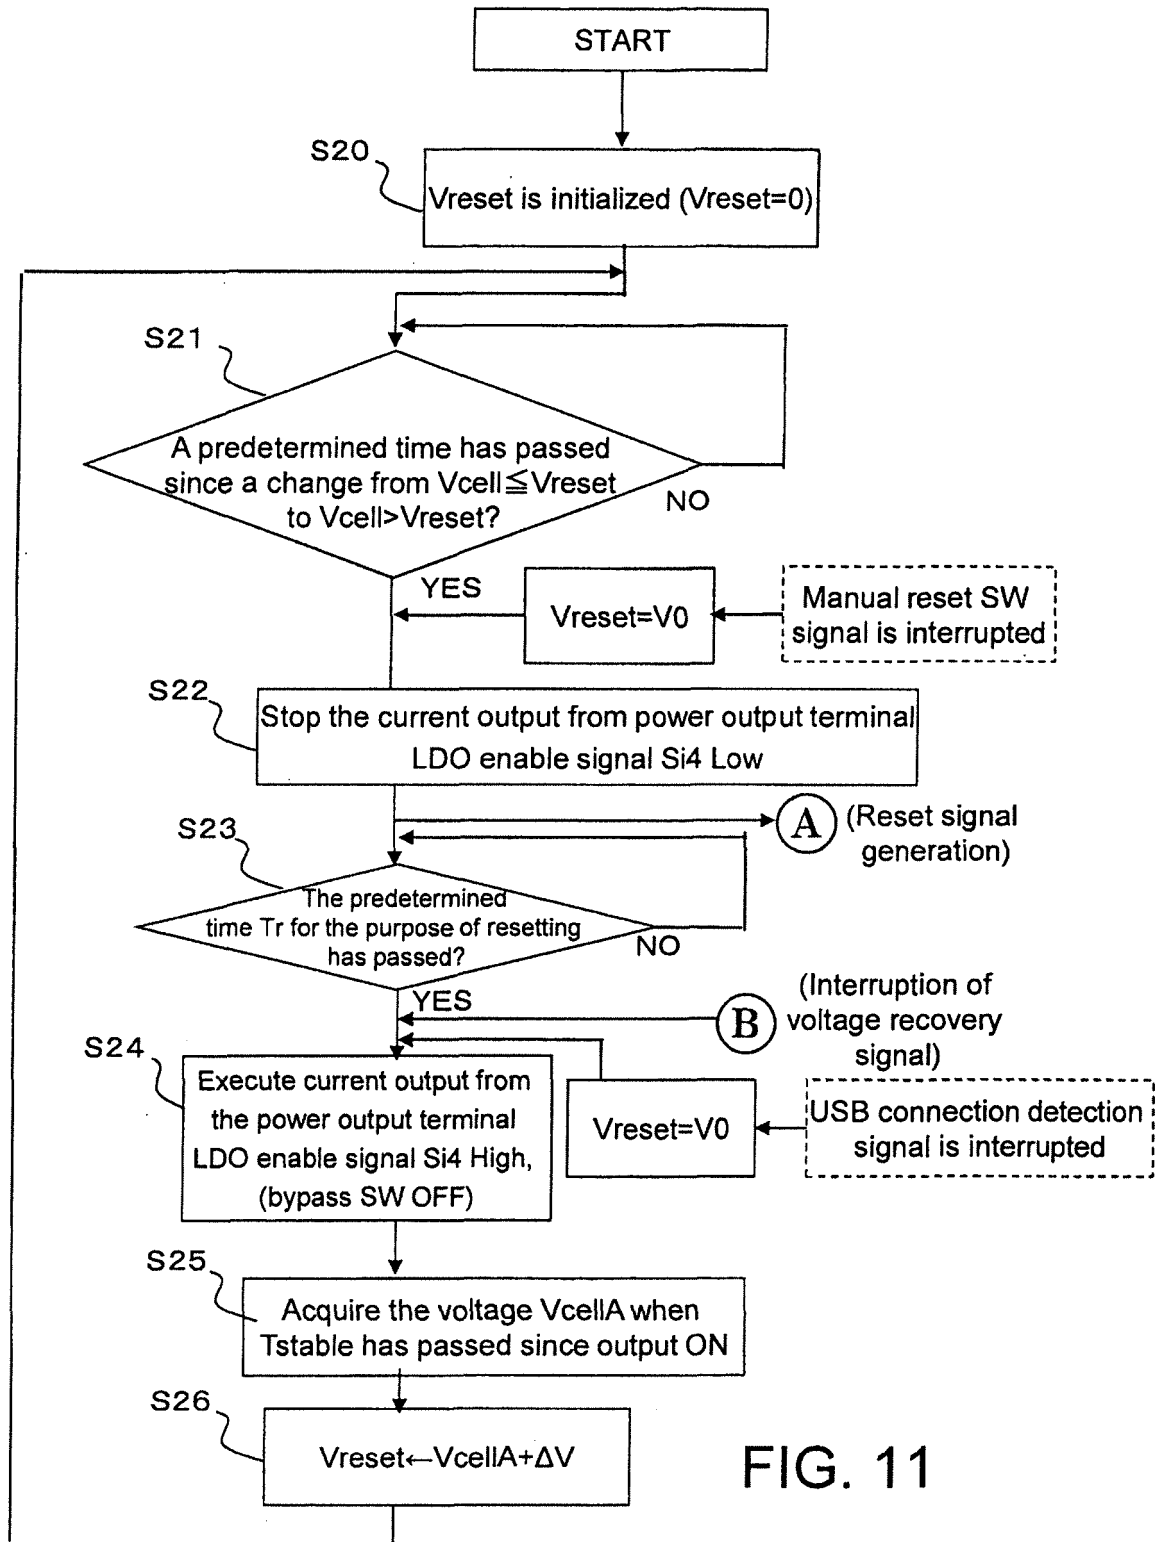 START
S20
Vreset is initialized (Vreset=0)
S21
A predetermined time has passed
since a change from Vcell≦Vreset
to Vcell>Vreset?
NO
YES
Vreset=V0
Manual reset SW
signal is interrupted
S22
Stop the current output from power output terminal
LDO enable signal Si4 Low
S23
A
(Reset signal
generation)
The predetermined
time Tr for the purpose of resetting
has passed?
NO
YES
B
(Interruption of
voltage recovery
signal)
S24
Execute current output from
the power output terminal
LDO enable signal Si4 High,
(bypass SW OFF)
Vreset=V0
USB connection detection
signal is interrupted
S25
Acquire the voltage VcellA when
Tstable has passed since output ON
S26
Vreset←VcellA+ΔV
FIG. 11